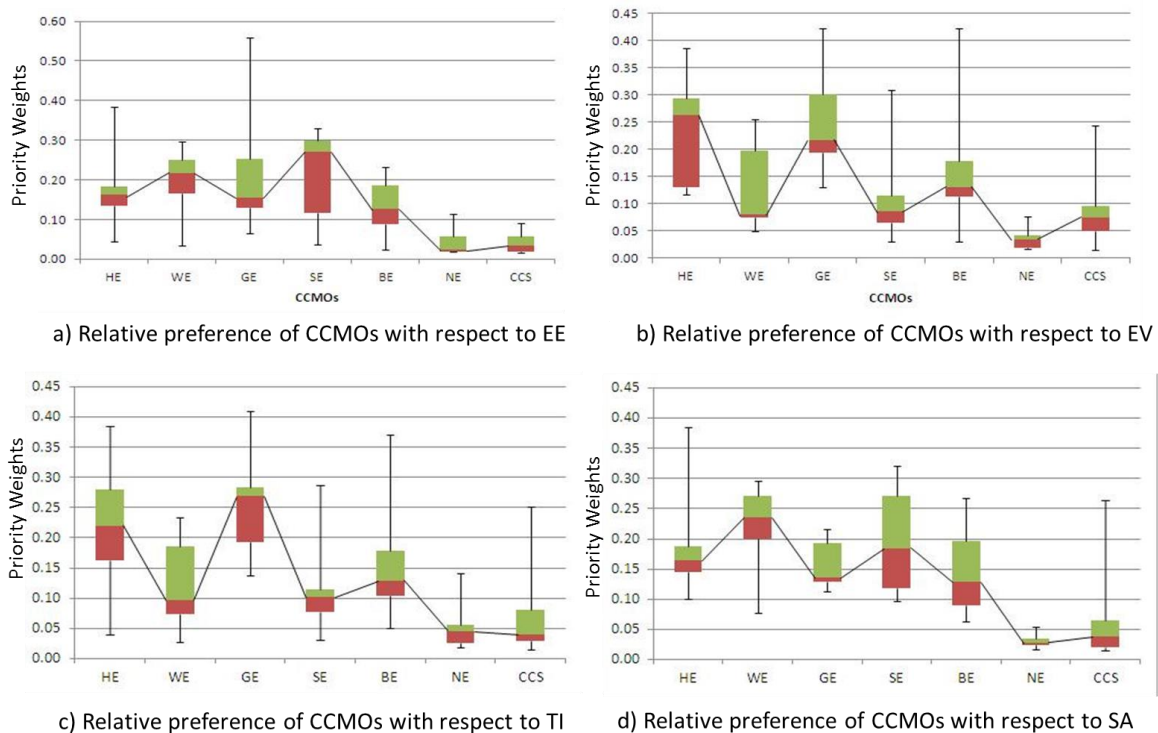 Priority Weights
0.60
0.50
0.40
0.30
0.20
0.10
0.00
HE WE GE SE BE NE CCS
CCMOs
a) Relative preference of CCMOs with respect to EE
Priority Weights
0.45
0.40
0.35
0.30
0.25
0.20
0.15
0.10
0.05
0.00
HE WE GE SE BE NE CCS
CCMOs
b) Relative preference of CCMOs with respect to EV
Priority Weights
0.45
0.40
0.35
0.30
0.25
0.20
0.15
0.10
0.05
0.00
HE WE GE SE BE NE CCS
c) Relative preference of CCMOs with respect to TI
Priority Weights
0.45
0.40
0.35
0.30
0.25
0.20
0.15
0.10
0.05
0.00
HE WE GE SE BE NE CCS
d) Relative preference of CCMOs with respect to SA